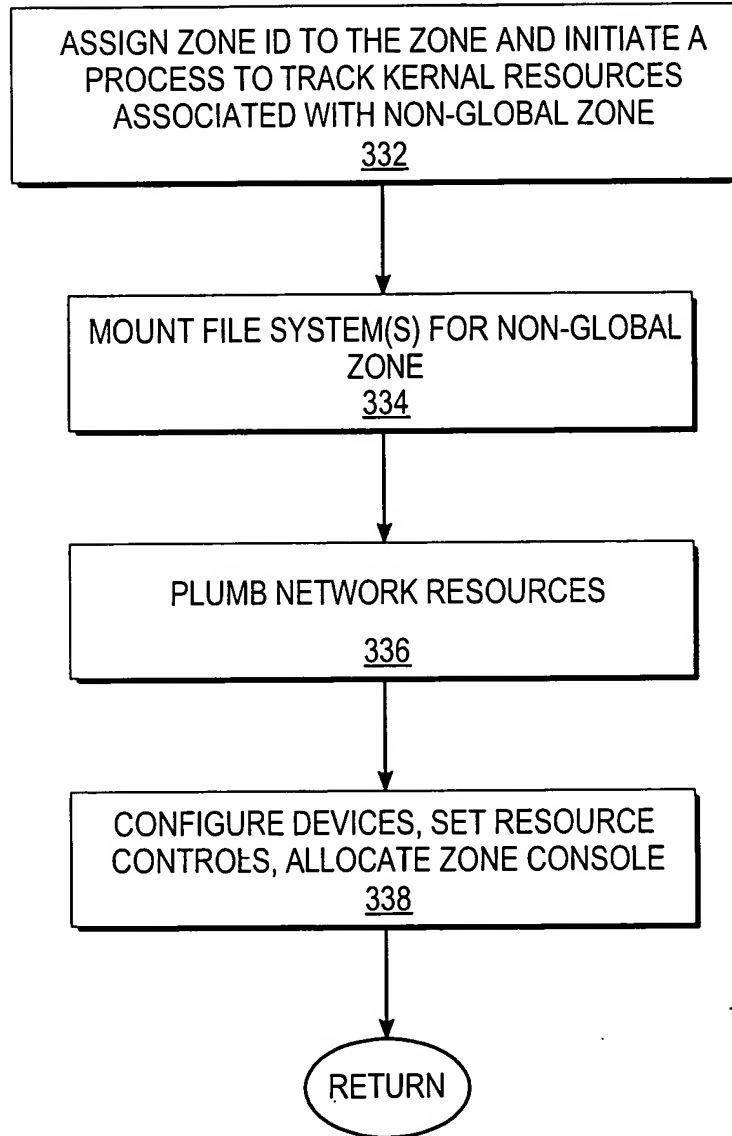 ASSIGN ZONE ID TO THE ZONE AND INITIATE A
PROCESS TO TRACK KERNAL RESOURCES
ASSOCIATED WITH NON-GLOBAL ZONE
332
MOUNT FILE SYSTEM(S) FOR NON-GLOBAL
ZONE
334
PLUMB NETWORK RESOURCES
336
CONFIGURE DEVICES, SET RESOURCE
CONTROLS, ALLOCATE ZONE CONSOLE
338
RETURN